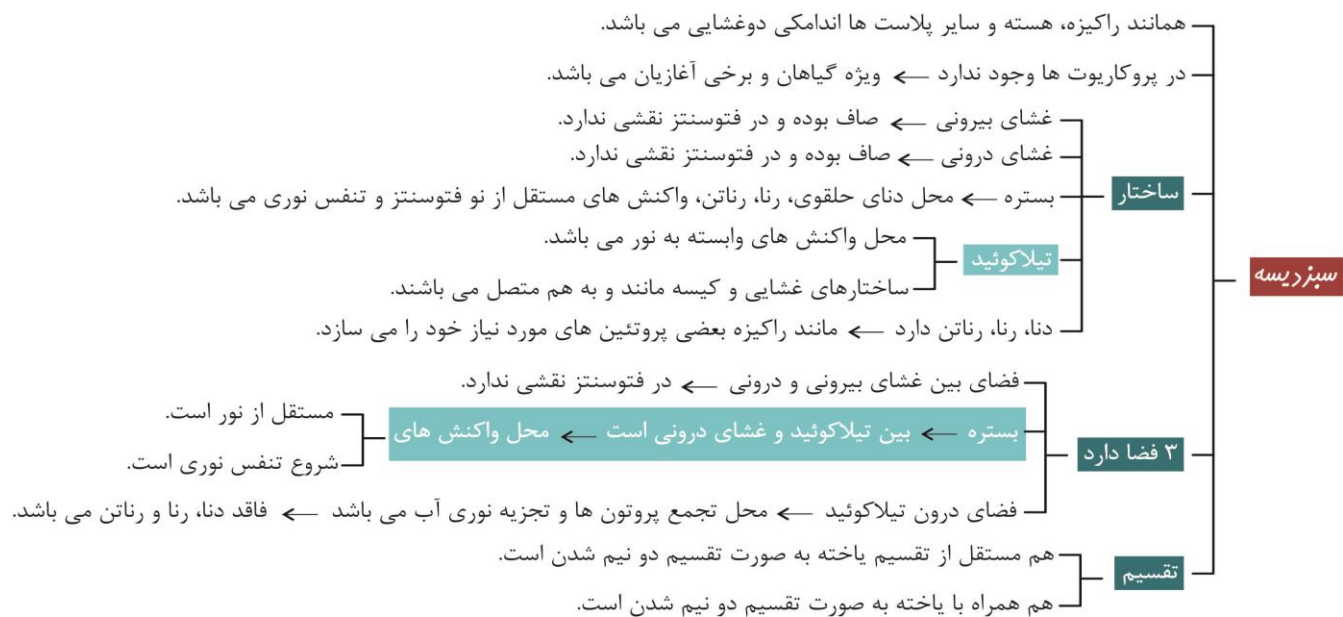 سبزریسه
همانند راکیزه، هسته و سایر پلاست ها اندامکی دوغشایی می باشد.
در پروکاریوت ها وجود ندارد ← ویژه گیاهان و برخی آغازیان می باشد.
ساختار
غشای بیرونی ← صاف بوده و در فتوسنتز نقشی ندارد.
غشای درونی ← صاف بوده و در فتوسنتز نقشی ندارد.
بستره ← محل دنای حلقوی، رنا، رناتن، واکنش های مستقل از نو فتوسنتز و تنفس نوری می باشد.
تیلاکوئید
محل واکنش های وابسته به نور می باشد.
ساختارهای غشایی و کیسه مانند و به هم متصل می باشند.
دنا، رنا، رناتن دارد ← مانند راکیزه بعضی پروتئین های مورد نیاز خود را می سازد.
۳ فضا دارد
فضای بین غشای بیرونی و درونی ← در فتوسنتز نقشی ندارد.
بستره ← بین تیلاکوئید و غشای درونی است ← محل واکنش های
مستقل از نور است.
شروع تنفس نوری است.
فضای درون تیلاکوئید ← محل تجمع پروتون ها و تجزیه نوری آب می باشد ← فاقد دنا، رنا و رناتن می باشد.
تقسیم
هم مستقل از تقسیم یاخته به صورت تقسیم دو نیم شدن است.
هم همراه با یاخته به صورت تقسیم دو نیم شدن است.